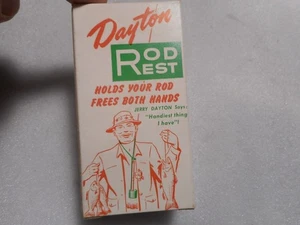 Dayton
ROD
REST
HOLDS YOUR ROD
FREES BOTH HANDS
JERRY DAYTON Says:
"Handiest thing
I have"!